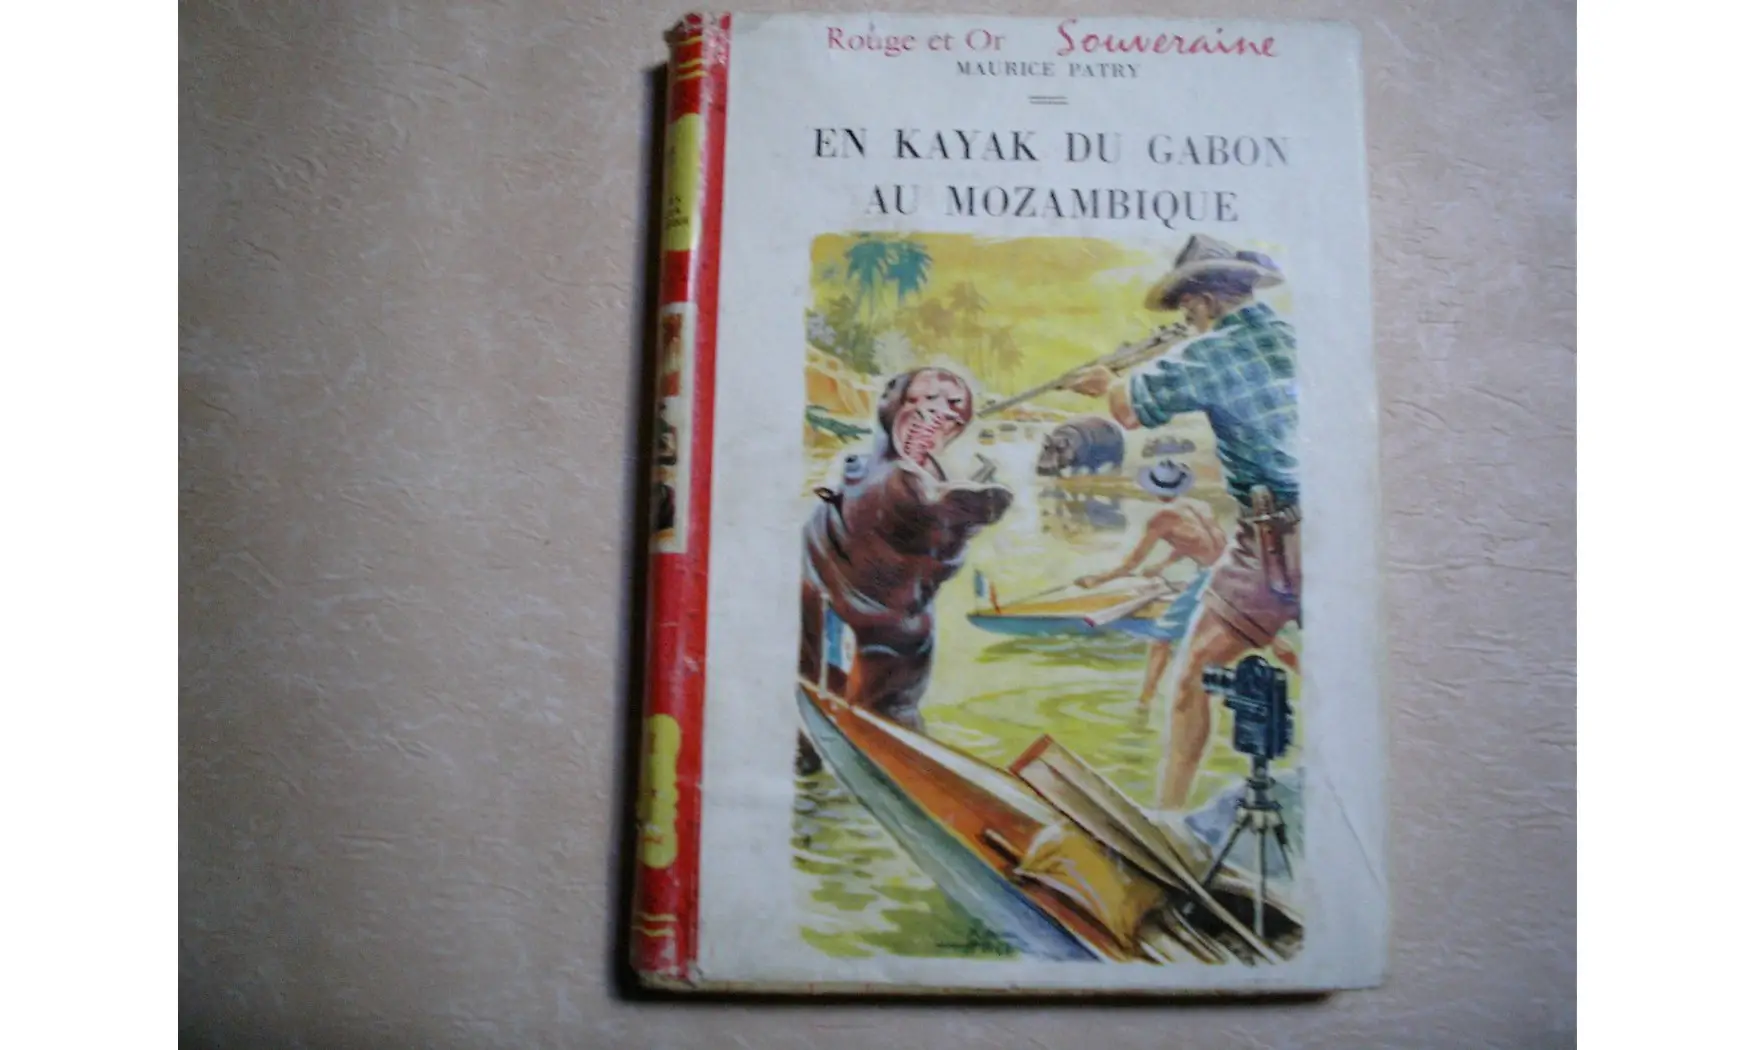 Rouge et Or Souveraine
MAURICE PATRY
EN KAYAK DU GABON
AU MOZAMBIQUE